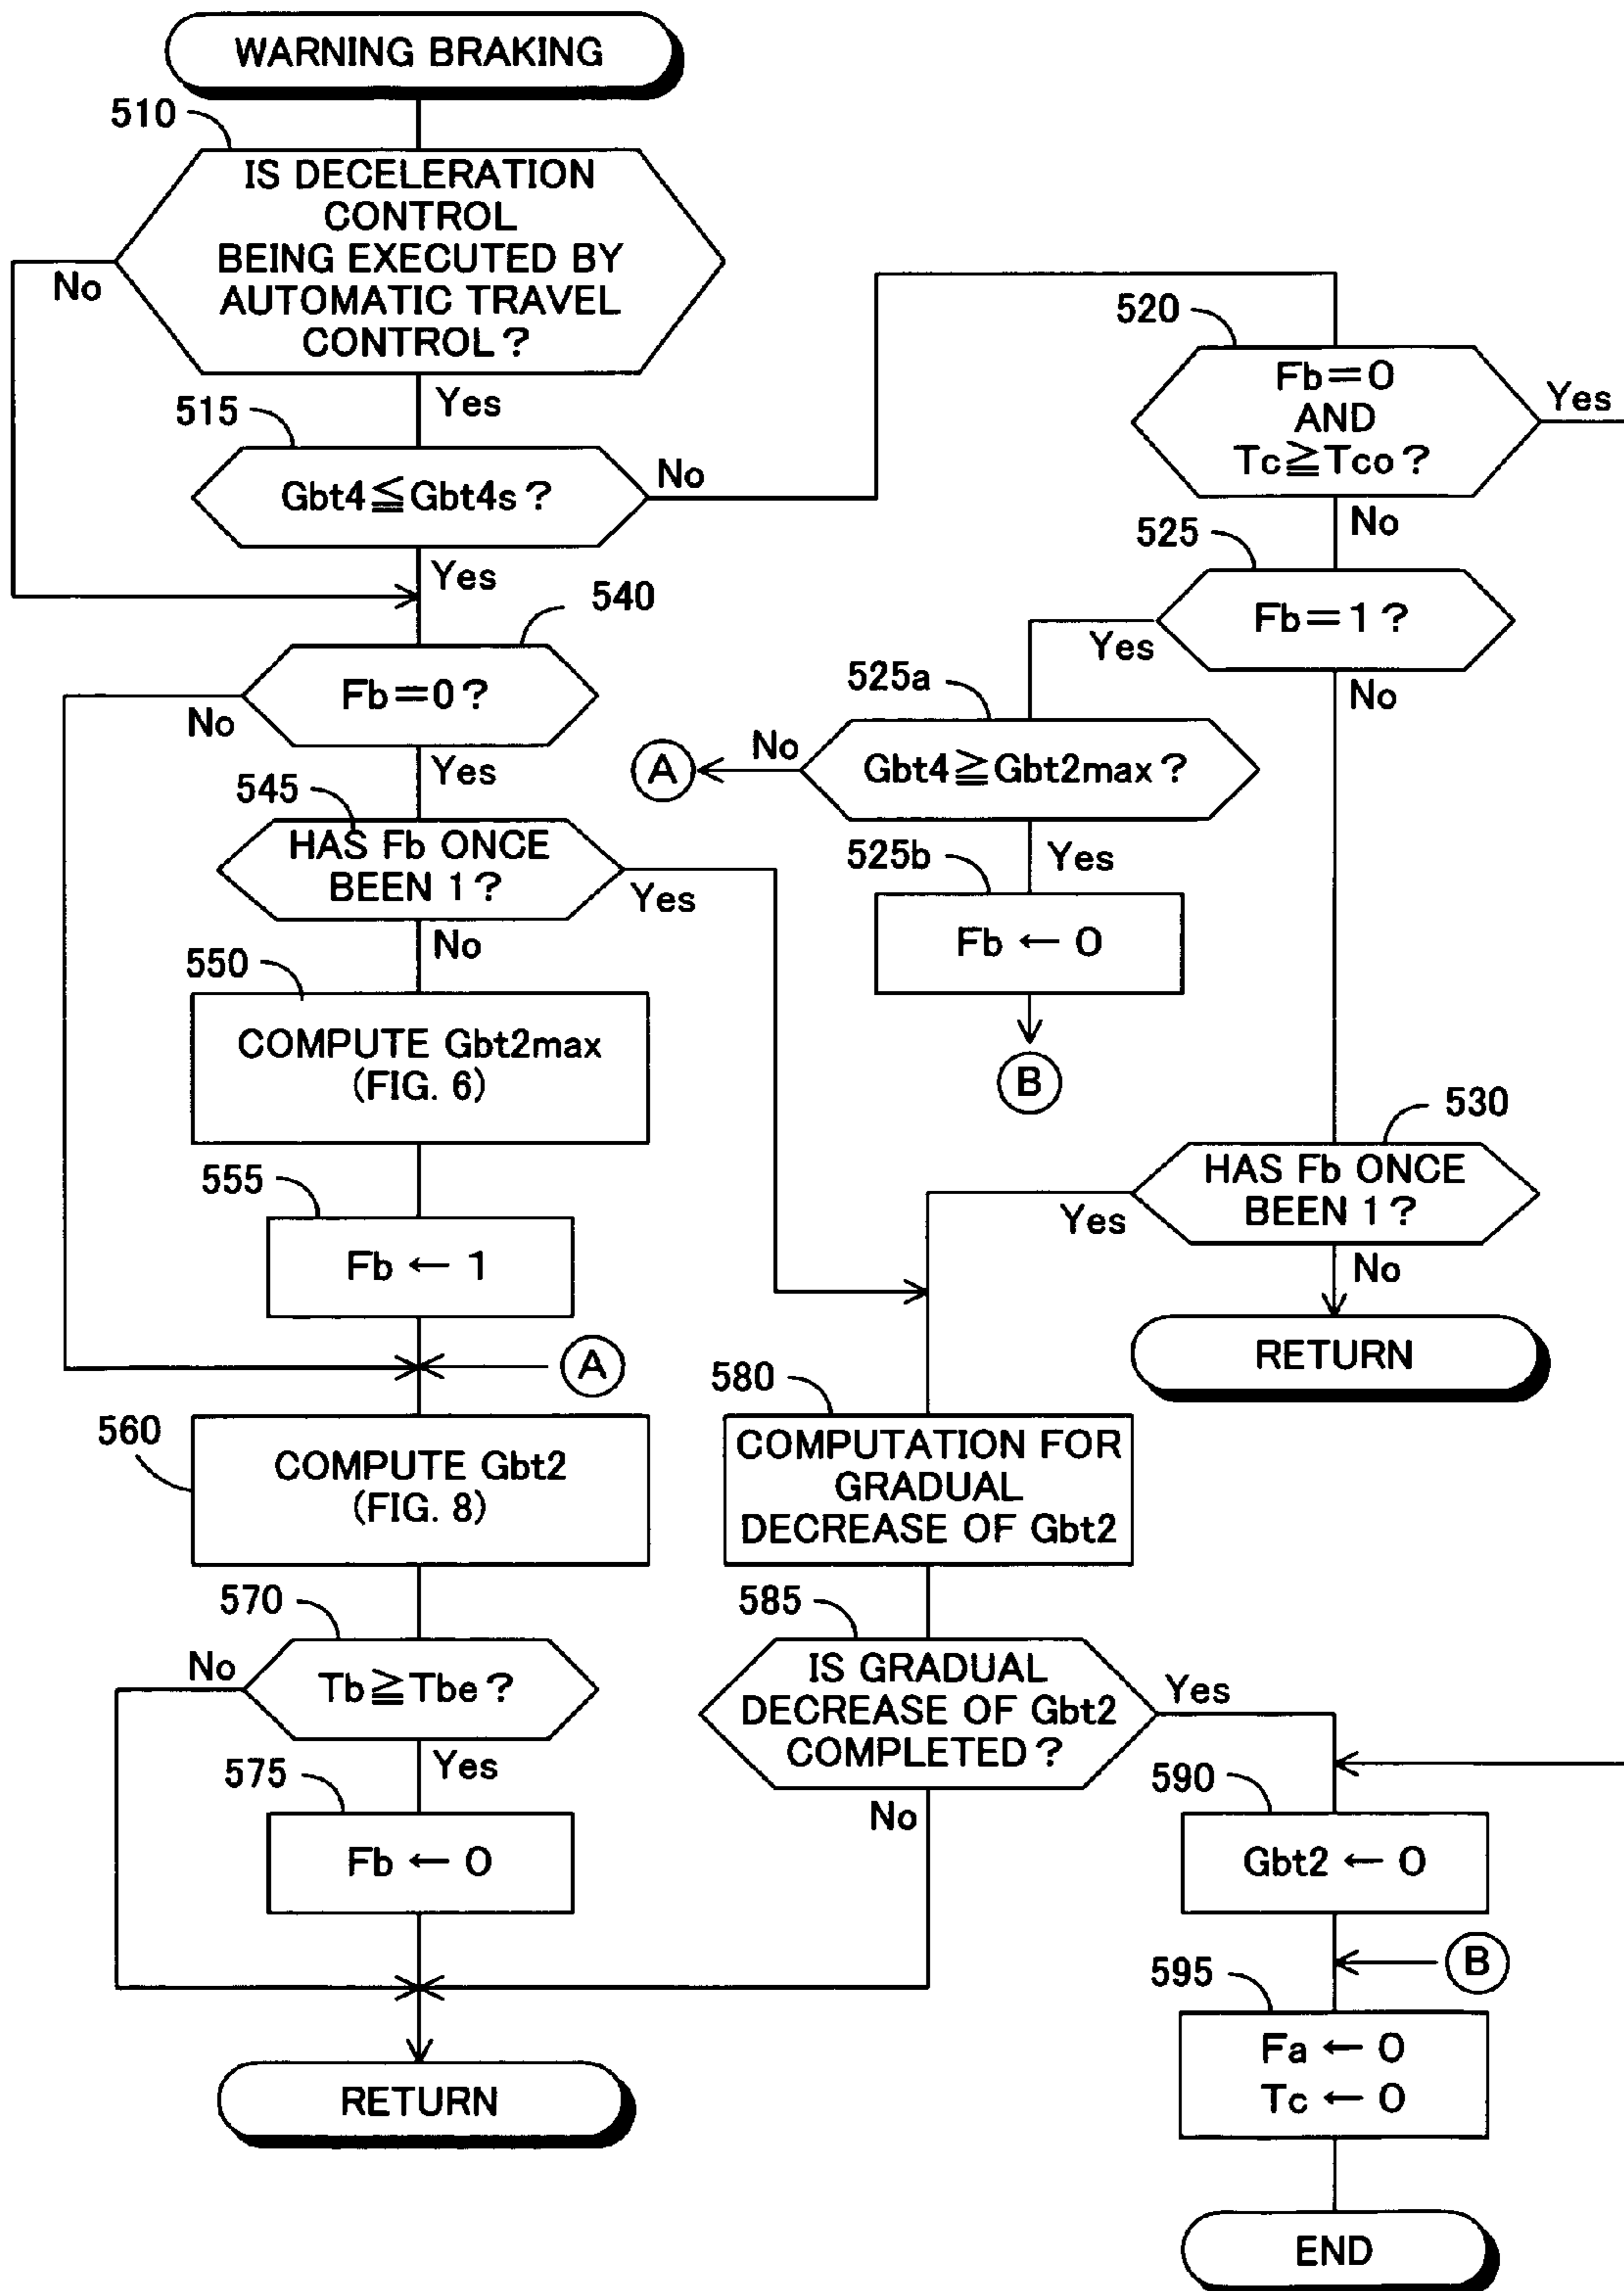 WARNING BRAKING
510
IS DECELERATION
CONTROL
BEING EXECUTED BY
AUTOMATIC TRAVEL
CONTROL?
No
Yes
515
Gbt4≦Gbt4s?
No
Yes
520
Fb=0
AND
Tc≧Tco?
Yes
No
525
Fb=1?
Yes
No
525a
Gbt4≧Gbt2max?
No
A
Yes
525b
Fb ← 0
B
530
HAS Fb ONCE
BEEN 1?
Yes
No
RETURN
540
Fb=0?
No
Yes
545
HAS Fb ONCE
BEEN 1?
Yes
No
550
COMPUTE Gbt2max
(FIG. 6)
555
Fb ← 1
A
560
COMPUTE Gbt2
(FIG. 8)
570
Tb≧Tbe?
No
Yes
575
Fb ← 0
RETURN
580
COMPUTATION FOR
GRADUAL
DECREASE OF Gbt2
585
IS GRADUAL
DECREASE OF Gbt2
COMPLETED?
Yes
No
590
Gbt2 ← 0
B
595
Fa ← 0
Tc ← 0
END